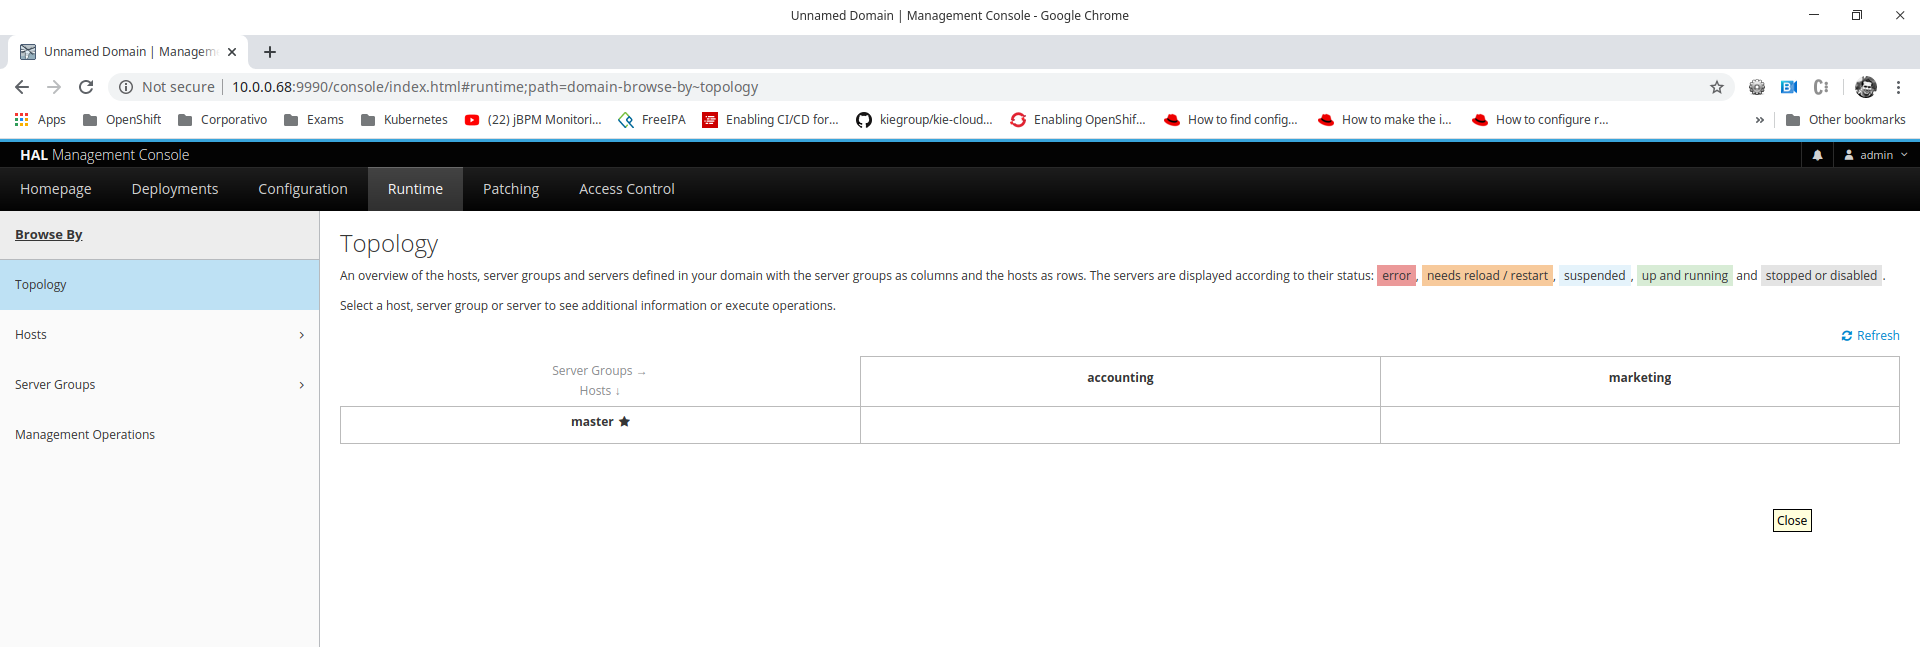 Unnamed Domain | Management Console - Google Chrome
Unnamed Domain | Managem
Not secure 10.0.0.68:9990/console/index.html#runtime;path=domain-browse-by~topology
Apps OpenShift Corporativo Exams Kubernetes (22) jBPM Monitori... FreeIPA Enabling CI/CD for... kiegroup/kie-cloud... Enabling OpenShif... How to find config... How to make the i... How to configure r... » Other bookmarks
HAL Management Console admin
Homepage Deployments Configuration Runtime Patching Access Control
Browse By
Topology
Hosts
Server Groups
Management Operations
Topology
An overview of the hosts, server groups and servers defined in your domain with the server groups as columns and the hosts as rows. The servers are displayed according to their status: error, needs reload / restart, suspended, up and running and stopped or disabled.
Select a host, server group or server to see additional information or execute operations.
Refresh
Server Groups →
Hosts ↓
accounting marketing
master ★
Close